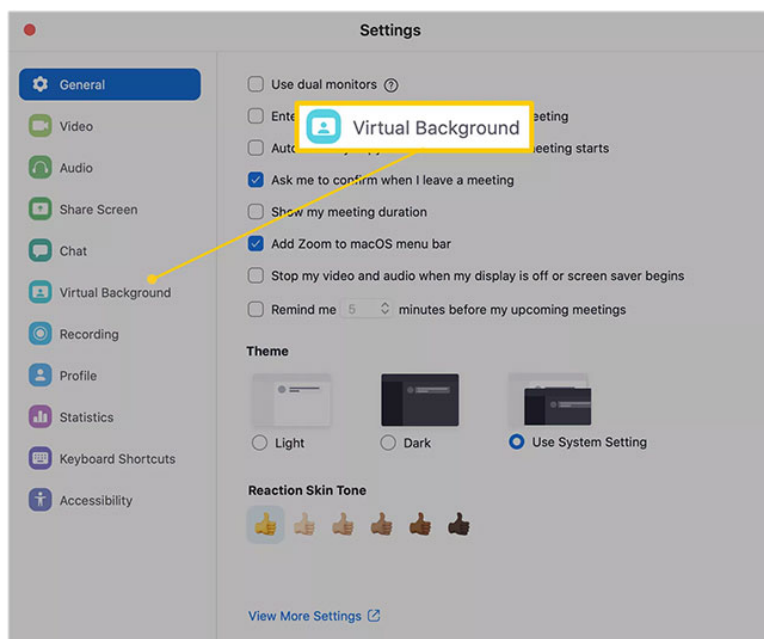 Settings
General
Video
Audio
Share Screen
Chat
Virtual Background
Recording
Profile
Statistics
Keyboard Shortcuts
Accessibility
Use dual monitors ?
Virtual Background
Ask me to confirm when I leave a meeting
Show my meeting duration
Add Zoom to macOS menu bar
Stop my video and audio when my display is off or screen saver begins
Remind me 5 minutes before my upcoming meetings
Theme
Light Dark Use System Setting
Reaction Skin Tone
View More Settings